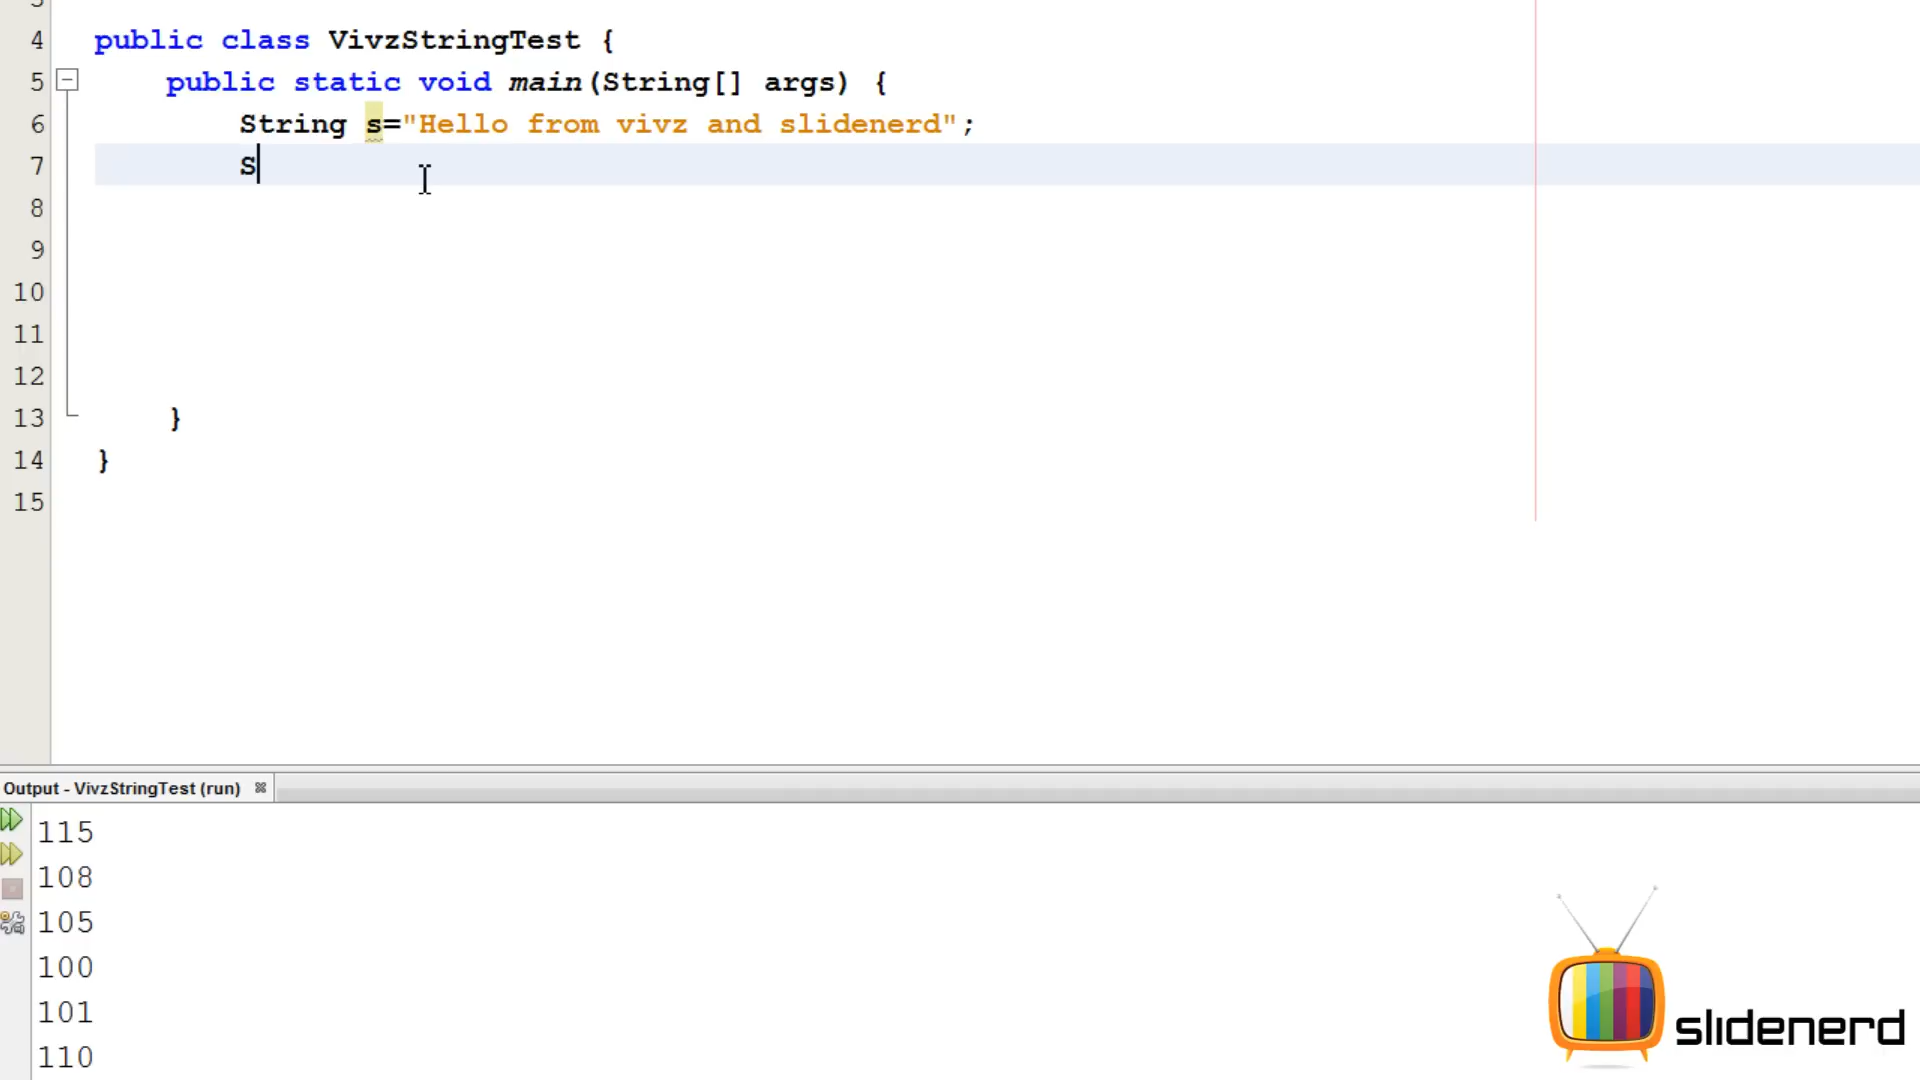 4 public class VivzStringTest {
5 public static void main(String[] args) {
6 String s="Hello from vivz and slidenerd";
7 S
8
9
10
11
12
13 }
14 }
15
Output - VivzStringTest (run)
115
108
105
100
101
110
slidenerd